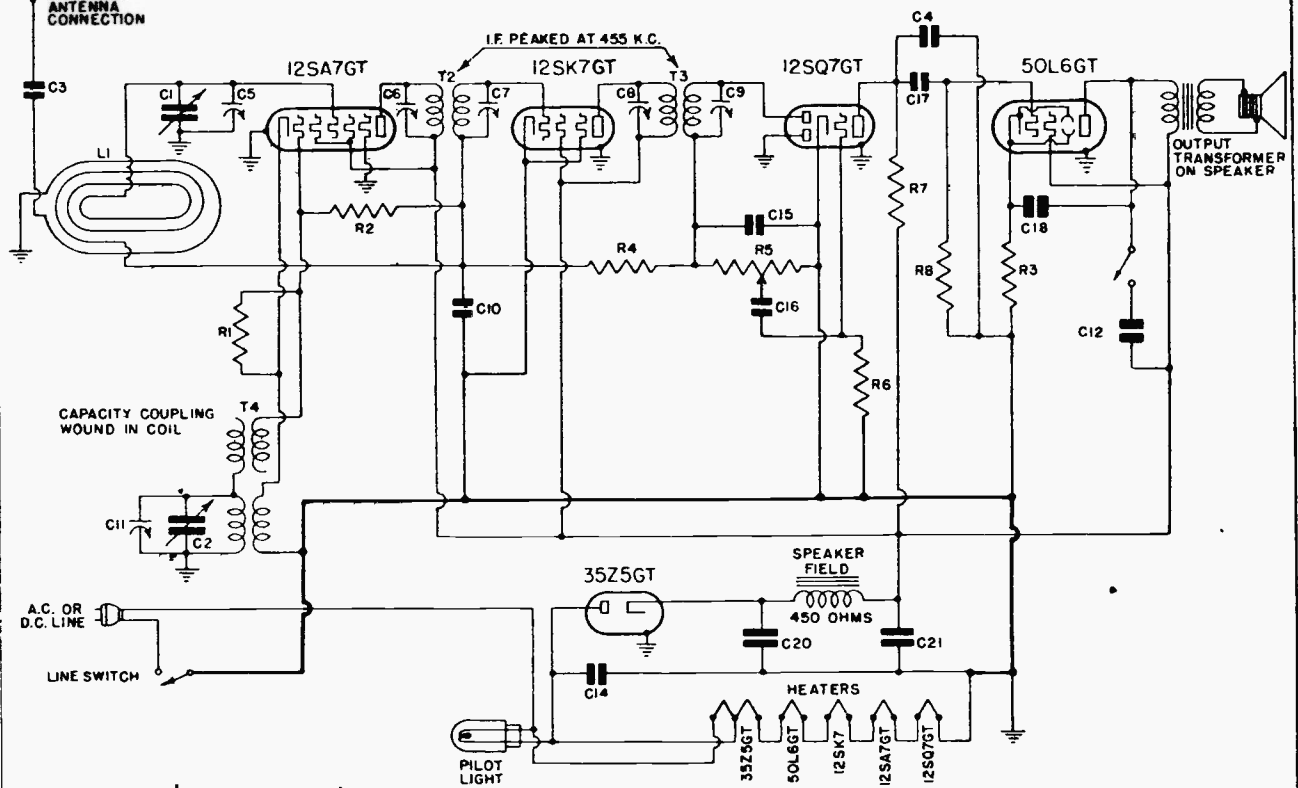 ANTENNA
CONNECTION
C3
I.F. PEAKED AT 455 K.C.
12SA7GT
T2
12SK7GT
T3
12SQ7GT
C4
50L6GT
C1
C5
C6
C7
C8
C9
C17
OUTPUT
TRANSFORMER
ON SPEAKER
L1
R2
R7
C15
C18
R4
R5
R8
R3
C10
C16
R1
C12
R6
CAPACITY COUPLING
WOUND IN COIL
T4
C11
C2
SPEAKER
FIELD
450 OHMS
35Z5GT
A.C. OR
D.C. LINE
C20
C21
LINE SWITCH
C14
HEATERS
35Z5GT
50L6GT
12SK7
12SA7GT
12SQ7GT
PILOT
LIGHT